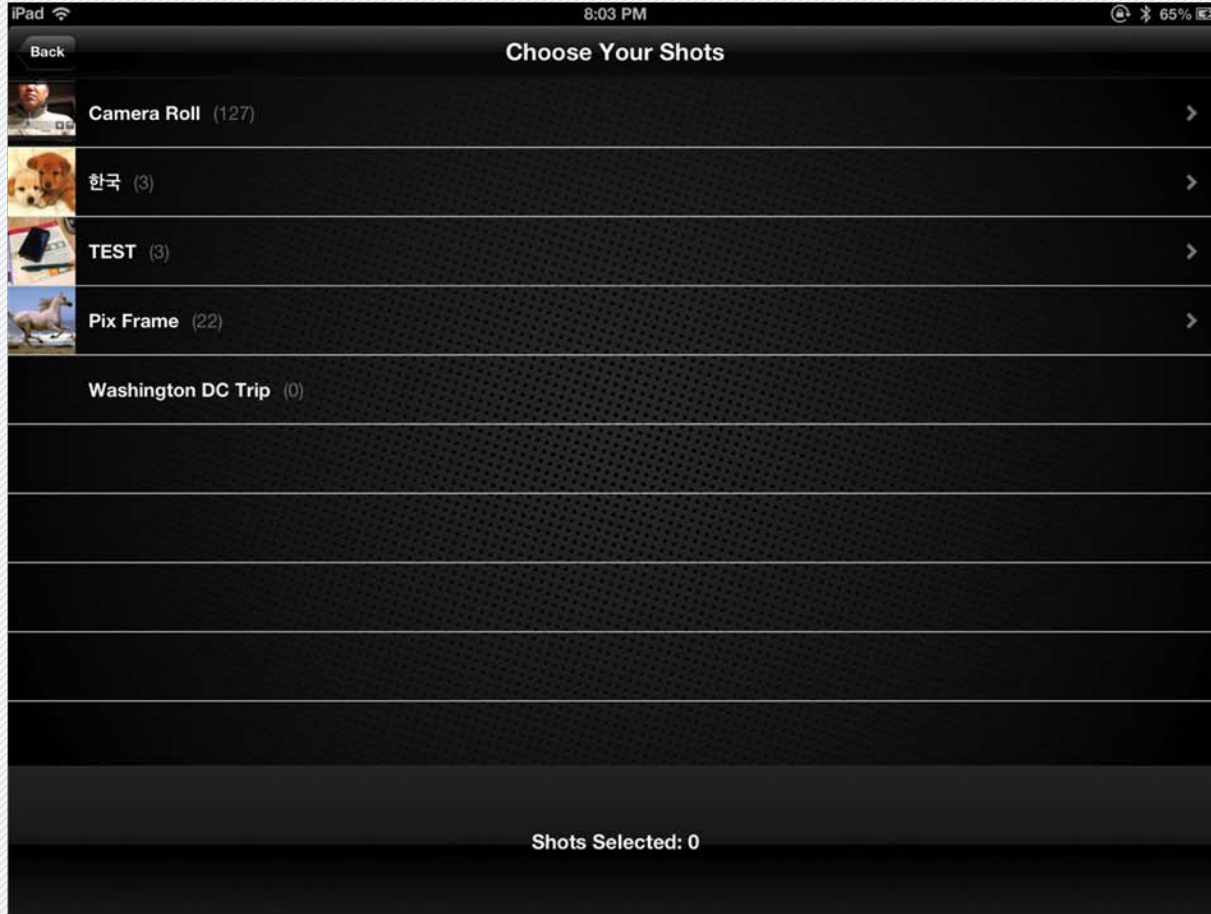 iPad 8:03 PM 65%
Back Choose Your Shots
Camera Roll (127)
한국 (3)
TEST (3)
Pix Frame (22)
Washington DC Trip (0)
Shots Selected: 0